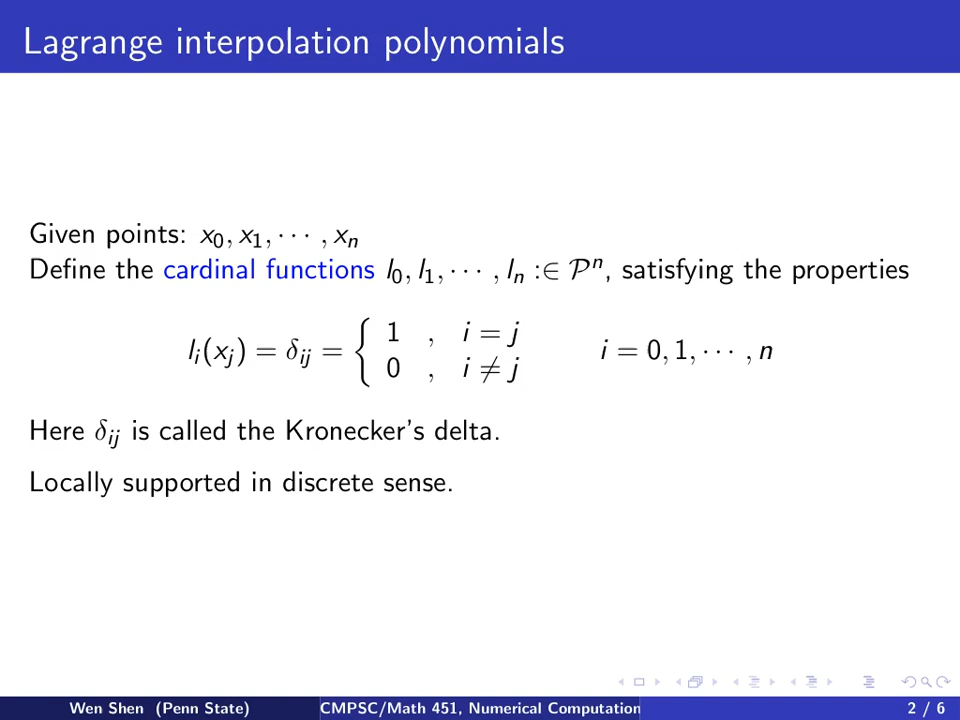 Lagrange interpolation polynomials
Given points: x₀, x₁, ⋯ , xₙ
Define the cardinal functions l₀, l₁, ⋯ , lₙ :∈ 𝒫ⁿ, satisfying the properties
lᵢ(xⱼ) = δᵢⱼ = { 1 , i = j
0 , i ≠ j
i = 0, 1, ⋯ , n
Here δᵢⱼ is called the Kronecker's delta.
Locally supported in discrete sense.
Wen Shen (Penn State)
CMPSC/Math 451, Numerical Computation
2 / 6